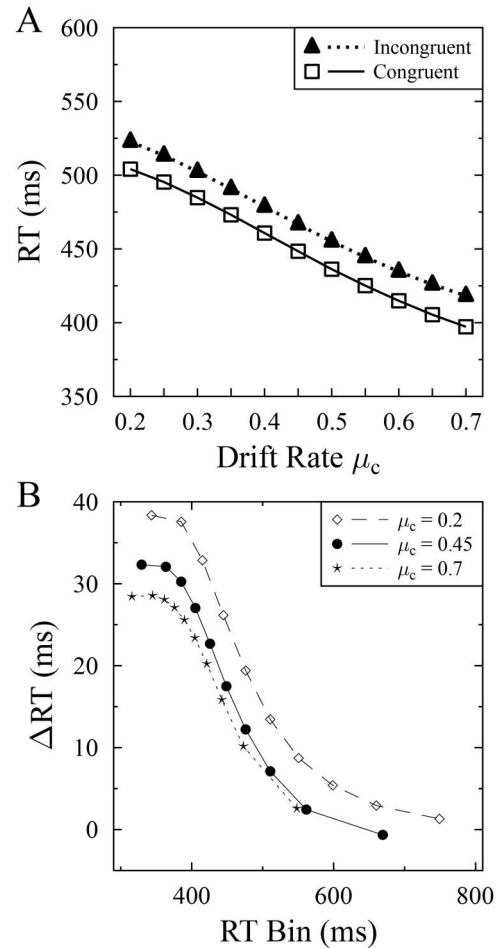 A
600
550
500
450
400
350
RT (ms)
Incongruent
Congruent
0.2 0.3 0.4 0.5 0.6 0.7
Drift Rate μc
B
40
30
20
10
0
ΔRT (ms)
μc = 0.2
μc = 0.45
μc = 0.7
400 600 800
RT Bin (ms)